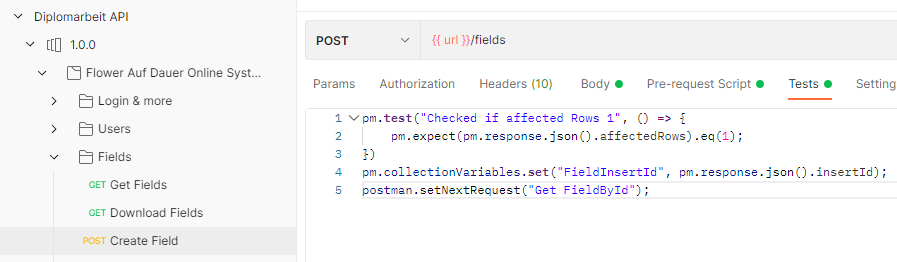 Diplomarbeit API
1.0.0
Flower Auf Dauer Online Syst...
Login & more
Users
Fields
GET Get Fields
GET Download Fields
POST Create Field
POST {{ url }}/fields
Params Authorization Headers (10) Body Pre-request Script Tests Setting
1 pm.test("Checked if affected Rows 1", () => {
2 pm.expect(pm.response.json().affectedRows).eq(1);
3 })
4 pm.collectionVariables.set("FieldInsertId", pm.response.json().insertId);
5 postman.setNextRequest("Get FieldById");